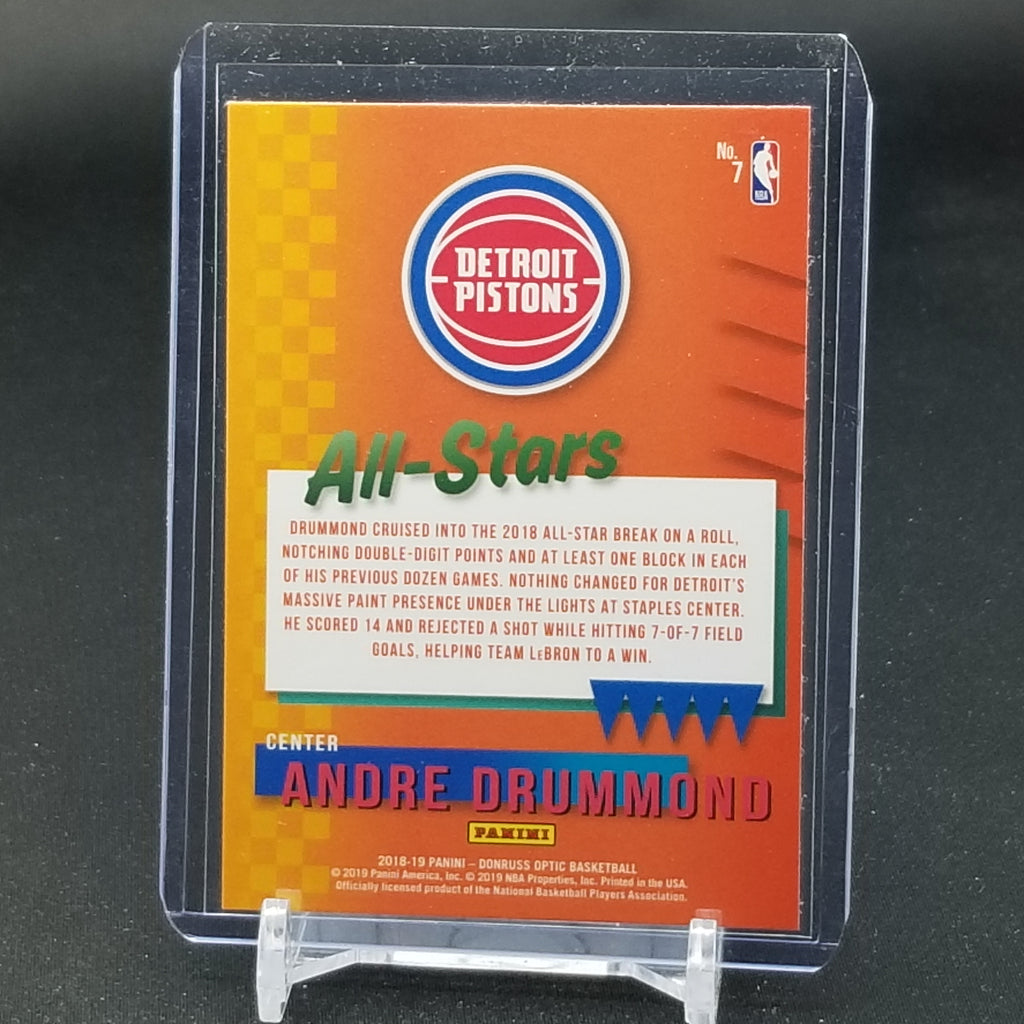 No.
7
NBA
DETROIT
PISTONS
All-Stars
DRUMMOND CRUISED INTO THE 2018 ALL-STAR BREAK ON A ROLL,
NOTCHING DOUBLE-DIGIT POINTS AND AT LEAST ONE BLOCK IN EACH
OF HIS PREVIOUS DOZEN GAMES. NOTHING CHANGED FOR DETROIT'S
MASSIVE PAINT PRESENCE UNDER THE LIGHTS AT STAPLES CENTER.
HE SCORED 14 AND REJECTED A SHOT WHILE HITTING 7-OF-7 FIELD
GOALS, HELPING TEAM LEBRON TO A WIN.
CENTER
ANDRE DRUMMOND
PANINI
2018-19 PANINI – DONRUSS OPTIC BASKETBALL
© 2019 Panini America, Inc. © 2019 NBA Properties, Inc. Printed in the USA.
Officially licensed product of the National Basketball Players Association.